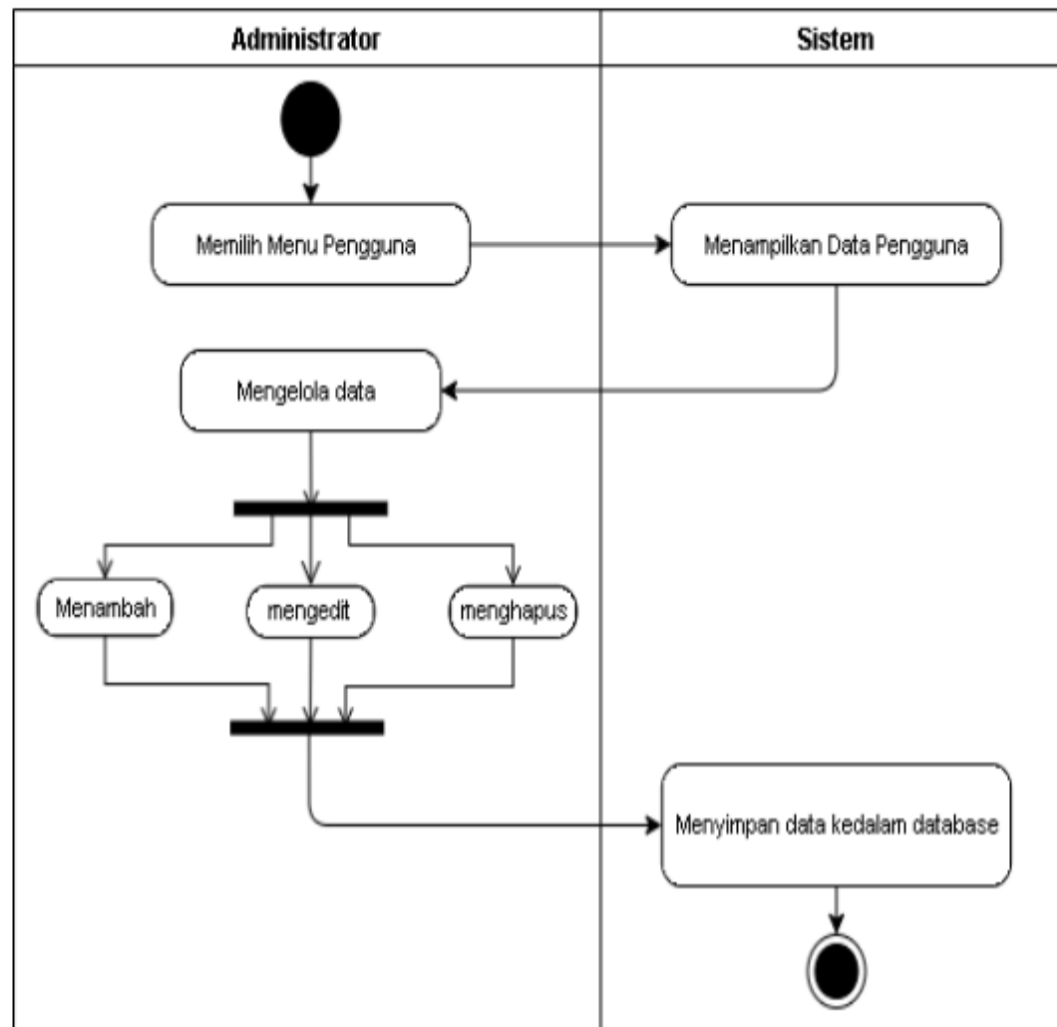 Administrator
Sistem
Memilih Menu Pengguna
Menampilkan Data Pengguna
Mengelola data
Menambah
mengedit
menghapus
Menyimpan data kedalam database